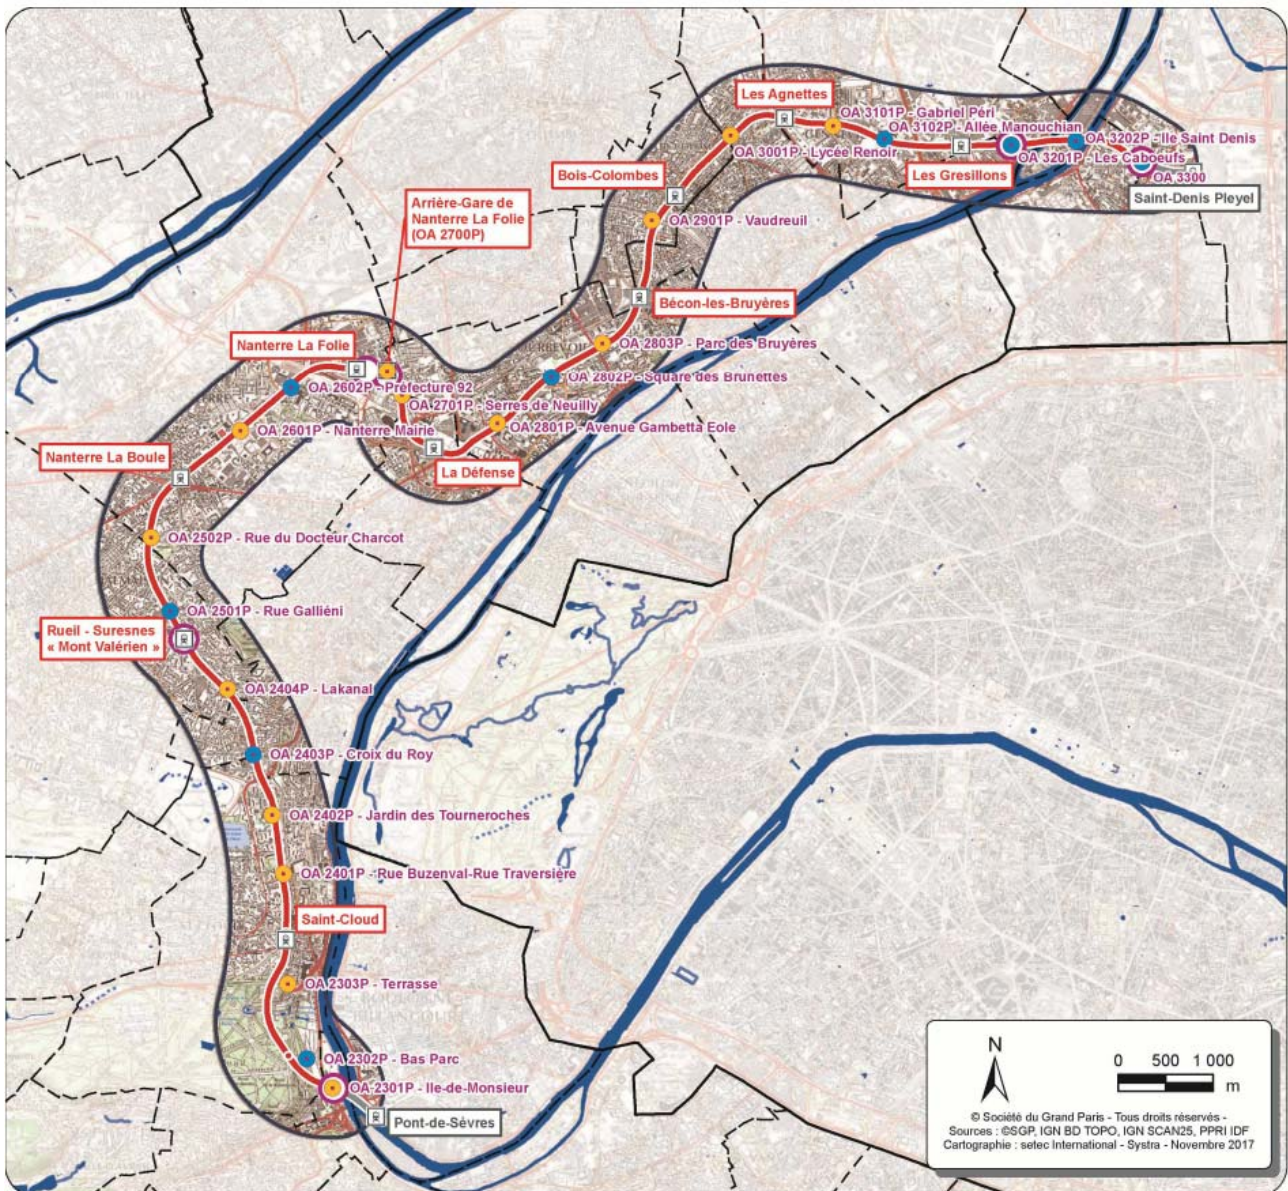 Les Agnettes
OA 3101P - Gabriel Péri
OA 3102P - Allée Manouchian
OA 3202P - Ile Saint Denis
OA 3001P - Lycée Renoir
OA 3201P - Les Caboeufs
Bois-Colombes
Les Gresillons
OA 3300
Saint-Denis Pleyel
Arrière-Gare de
Nanterre La Folie
(OA 2700P)
OA 2901P - Vaudreuil
Bécon-les-Bruyères
Nanterre La Folie
OA 2803P - Parc des Bruyères
OA 2802P - Square des Brunettes
OA 2602P - Préfecture 92
OA 2701P - Serres de Neuilly
OA 2801P - Avenue Gambetta Eole
OA 2601P - Nanterre Mairie
Nanterre La Boule
La Défense
OA 2502P - Rue du Docteur Charcot
OA 2501P - Rue Galliéni
Rueil - Suresnes
« Mont Valérien »
OA 2404P - Lakanal
OA 2403P - Croix du Roy
OA 2402P - Jardin des Tourneroches
OA 2401P - Rue Buzenval-Rue Traversière
Saint-Cloud
OA 2303P - Terrasse
OA 2302P - Bas Parc
OA 2301P - Ile-de-Monsieur
Pont-de-Sèvres
N
0 500 1 000
m
© Société du Grand Paris - Tous droits réservés -
Sources : ©SGP, IGN BD TOPO, IGN SCAN25, PPRI IDF
Cartographie : setec International - Systra - Novembre 2017